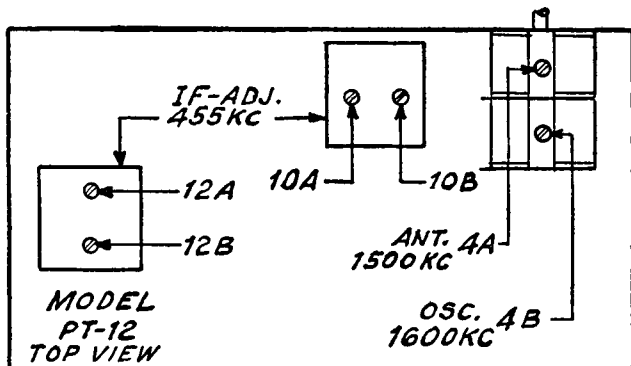 IF-ADJ.
455KC
12A
12B
10A
10B
ANT. 4A
1500KC
OSC. 4B
1600KC
MODEL
PT-12
TOP VIEW